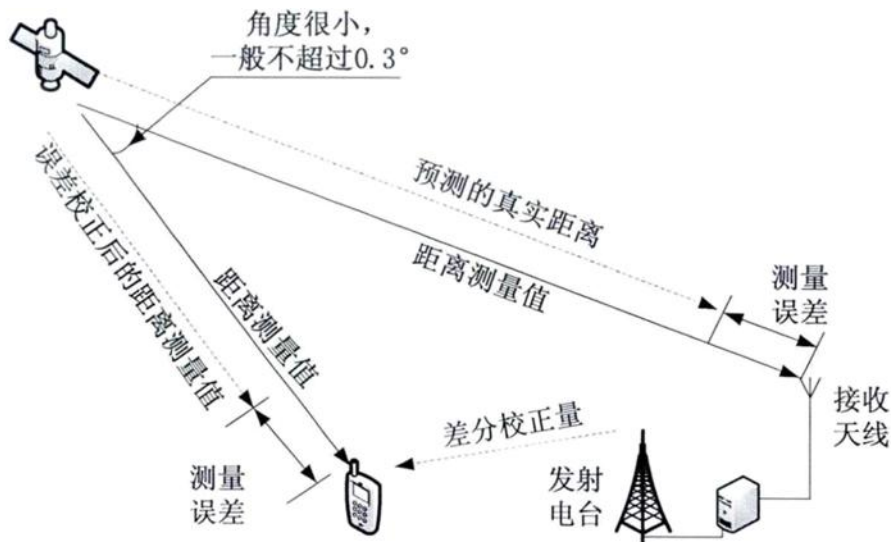 角度很小，
一般不超过0.3°
预测的真实距离
距离测量值
测量
误差
误差校正后的距离测量值
距离测量值
接收
天线
差分校正量
测量
误差
发射
电台